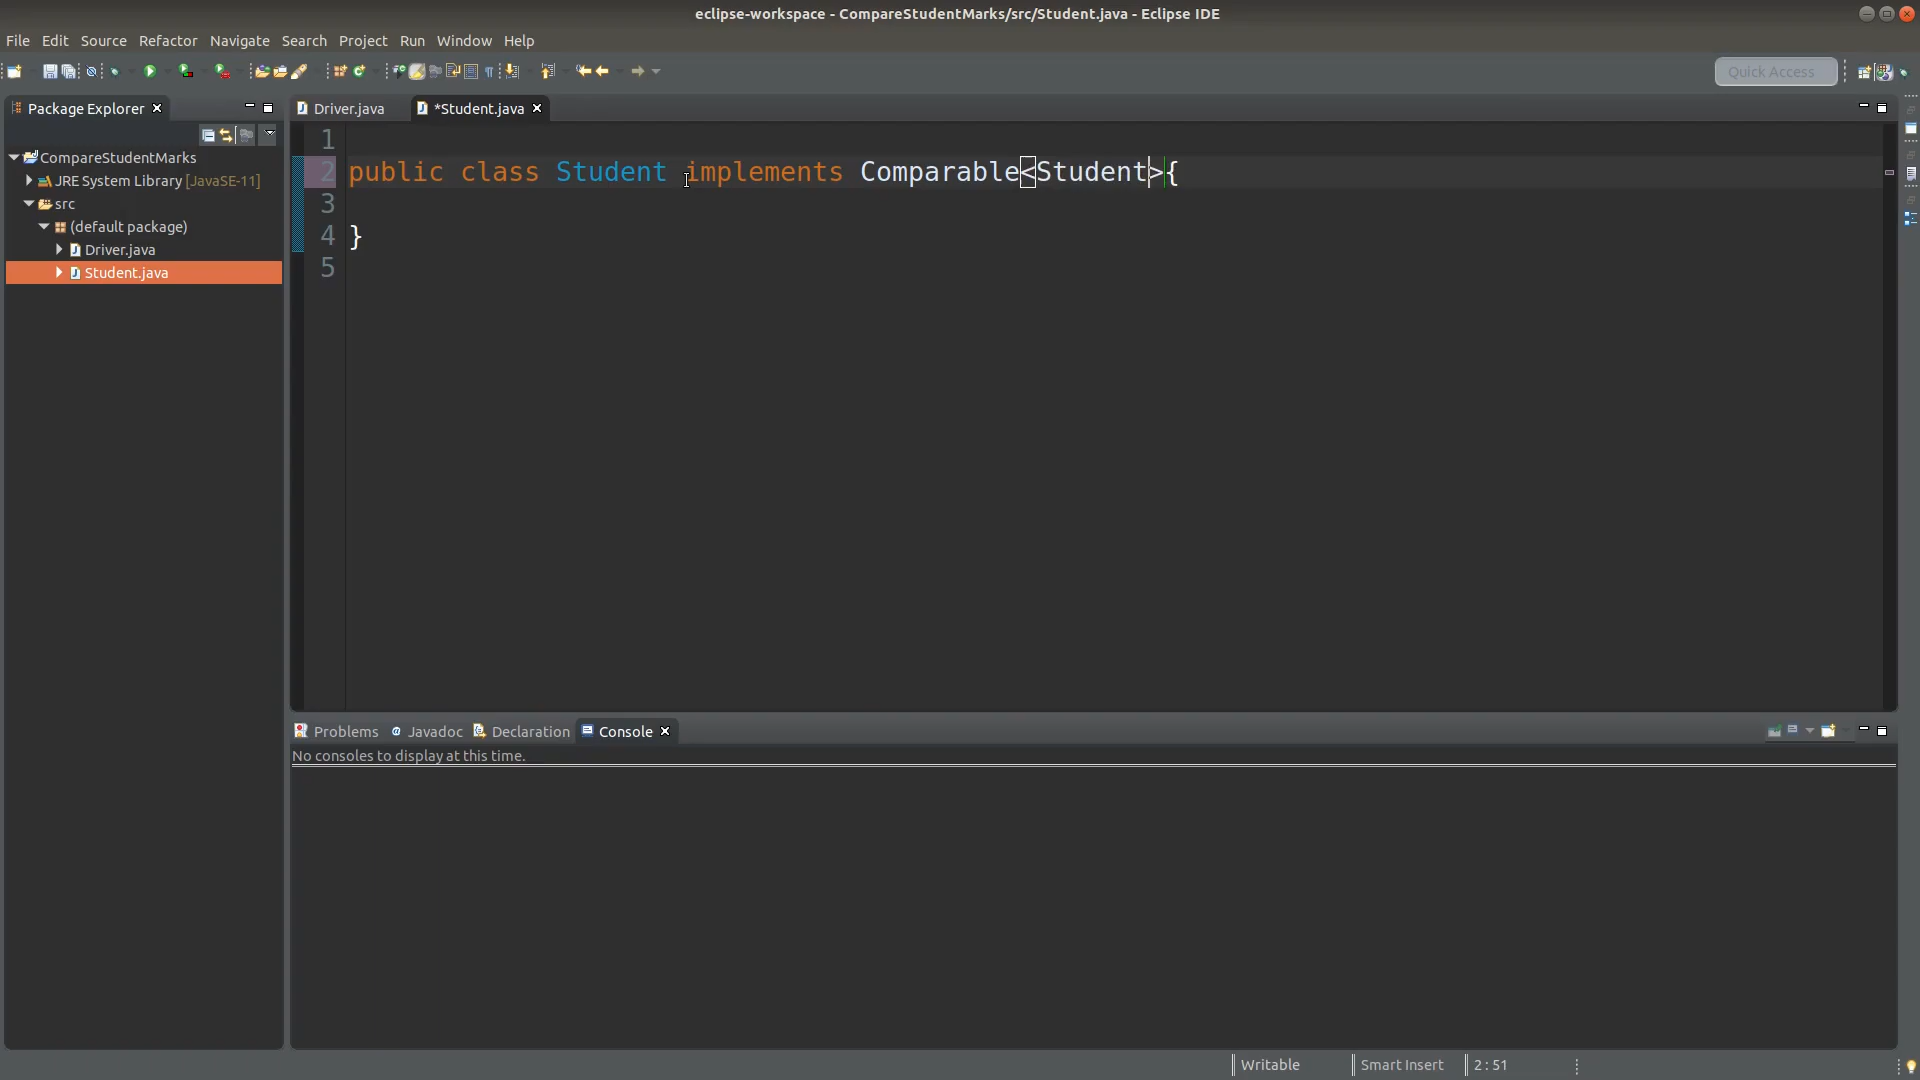 eclipse-workspace - CompareStudentMarks/src/Student.java - Eclipse IDE
File Edit Source Refactor Navigate Search Project Run Window Help
Quick Access
Package Explorer
Driver.java *Student.java
CompareStudentMarks
JRE System Library [JavaSE-11]
src
(default package)
Driver.java
Student.java
1
2 public class Student implements Comparable<Student>{
3
4 }
5
Problems Javadoc Declaration Console
No consoles to display at this time.
Writable Smart Insert 2 : 51